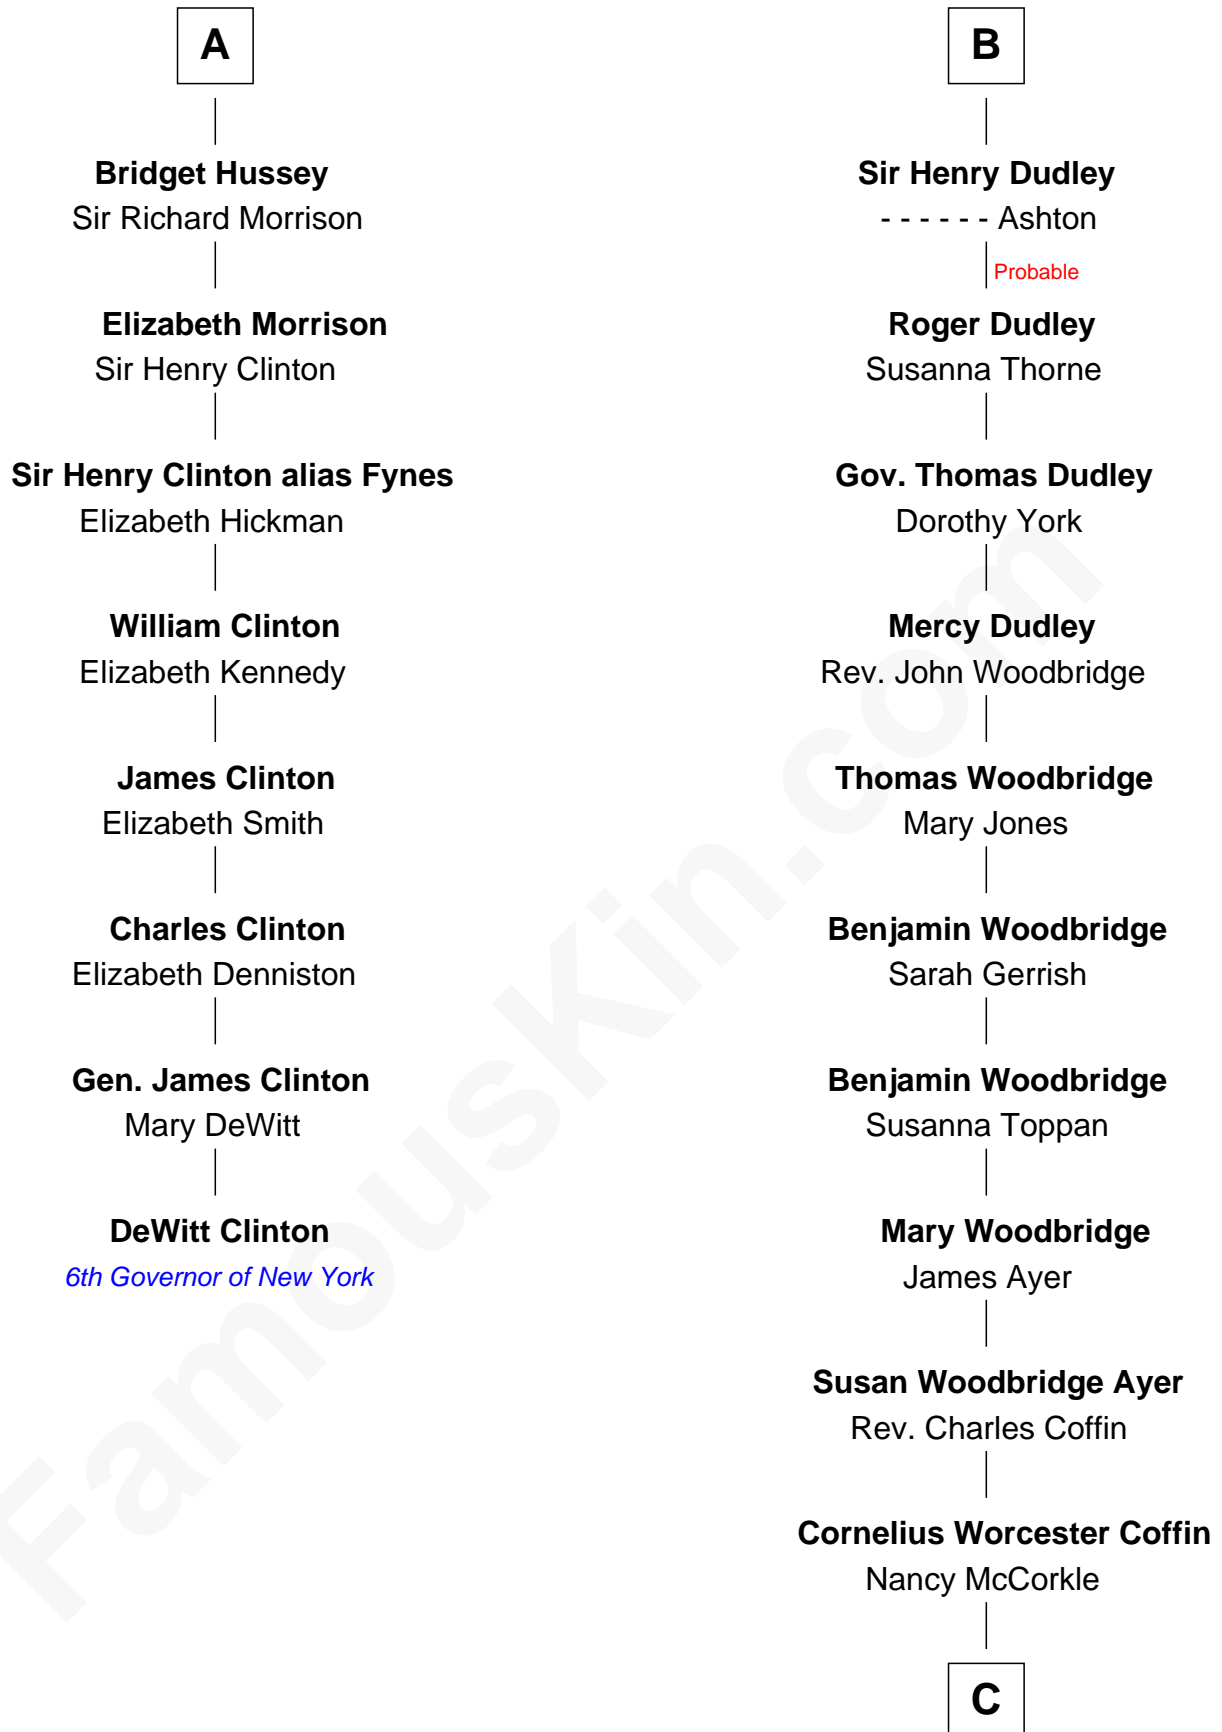 A
Bridget Hussey
Sir Richard Morrison
Elizabeth Morrison
Sir Henry Clinton
Sir Henry Clinton alias Fynes
Elizabeth Hickman
William Clinton
Elizabeth Kennedy
James Clinton
Elizabeth Smith
Charles Clinton
Elizabeth Denniston
Gen. James Clinton
Mary DeWitt
DeWitt Clinton
6th Governor of New York
B
Sir Henry Dudley
- - - - - - Ashton
Probable
Roger Dudley
Susanna Thorne
Gov. Thomas Dudley
Dorothy York
Mercy Dudley
Rev. John Woodbridge
Thomas Woodbridge
Mary Jones
Benjamin Woodbridge
Sarah Gerrish
Benjamin Woodbridge
Susanna Toppan
Mary Woodbridge
James Ayer
Susan Woodbridge Ayer
Rev. Charles Coffin
Cornelius Worcester Coffin
Nancy McCorkle
C
FamousKin.com